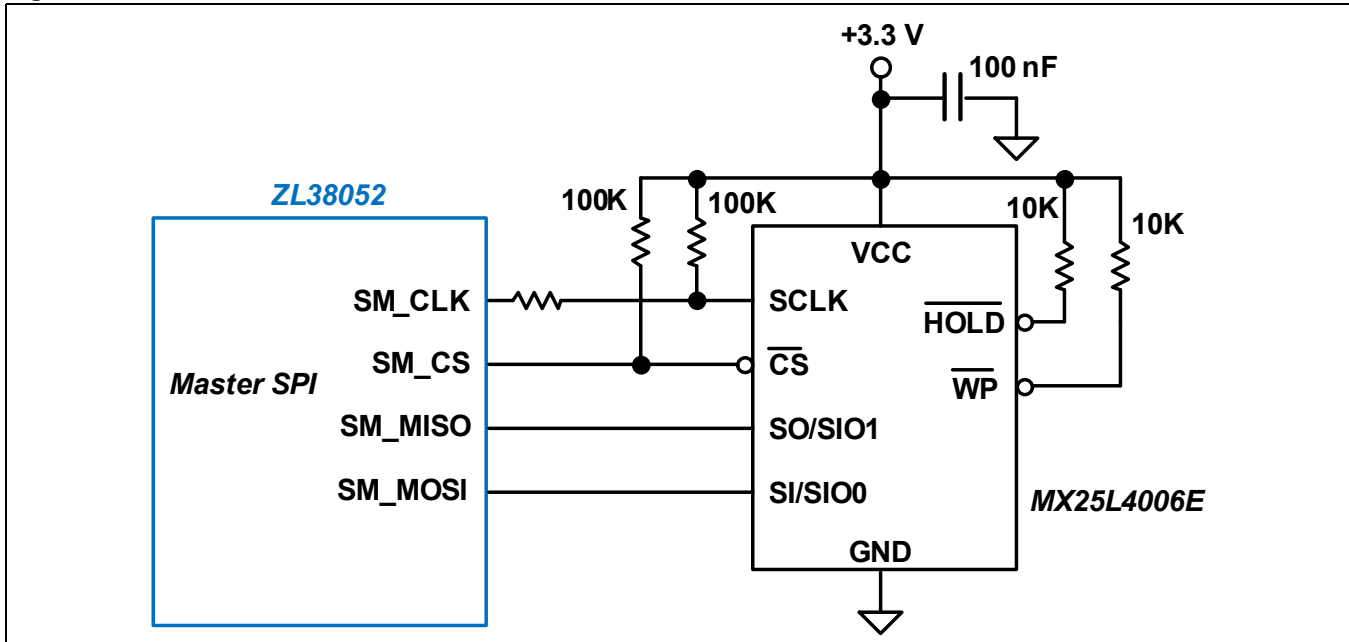 +3.3 V
100 nF
ZL38052
100K
100K
10K
10K
VCC
SM_CLK
SCLK
HOLD
SM_CS
CS
Master SPI
WP
SM_MISO
SO/SIO1
SM_MOSI
SI/SIO0
MX25L4006E
GND